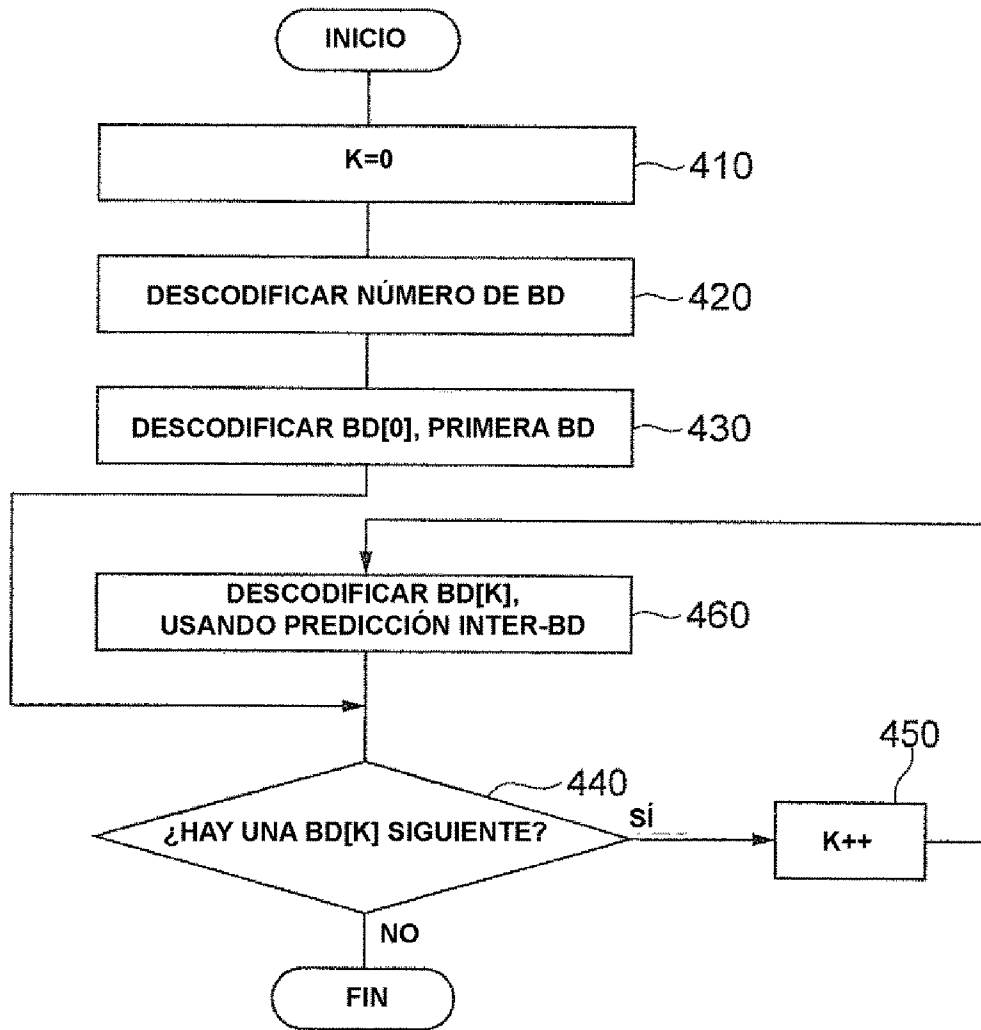 INICIO
K=0
410
DESCODIFICAR NÚMERO DE BD
420
DESCODIFICAR BD[0], PRIMERA BD
430
DESCODIFICAR BD[K],
USANDO PREDICCIÓN INTER-BD
460
440
¿HAY UNA BD[K] SIGUIENTE?
SÍ
450
K++
NO
FIN